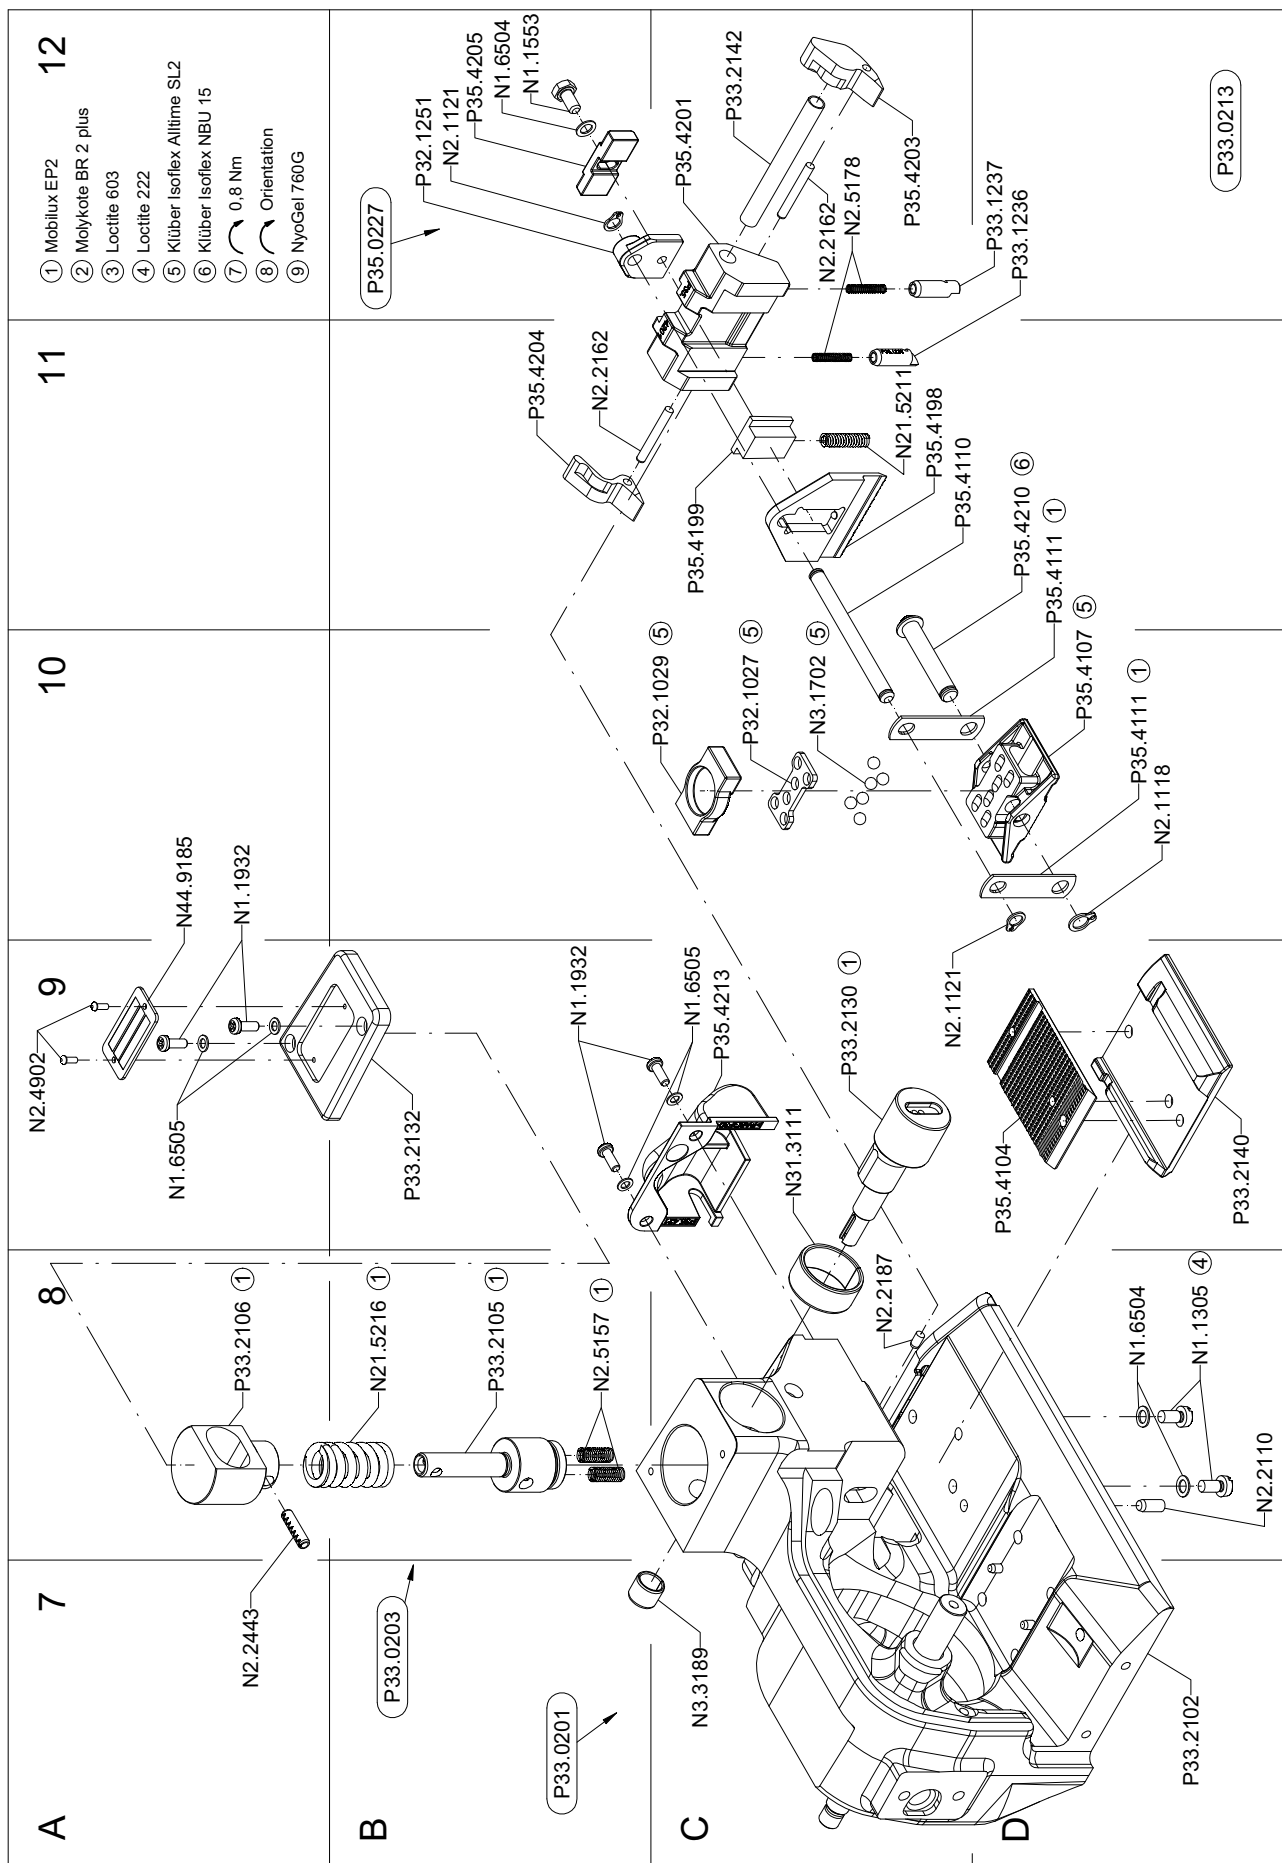 A
B
C
D
7
8
9
10
11
12
① Mobilux EP2
② Molykote BR 2 plus
③ Loctite 603
④ Loctite 222
⑤ Klüber Isoflex Alltime SL2
⑥ Klüber Isoflex NBU 15
⑦ 0,8 Nm
⑧ Orientation
⑨ NyoGel 760G
N2.4902
N44.9185
N1.1932
N1.6505
P33.2132
P33.2106 ①
N21.5216 ①
P33.2105 ①
N2.5157 ①
N2.2443
P33.0203
P33.0201
N3.3189
P33.2102
P35.0227
P32.1251
N2.1121
P35.4205
N1.6504
N1.1553
P35.4201
P33.2142
P35.4203
N2.2162
N2.5178
P33.1237
P33.1236
P33.0213
P35.4204
N2.2162
P35.4199
N21.5211
P35.4198
P35.4110
P35.4210 ⑥
P35.4111 ①
P35.4107 ⑤
P35.4111 ①
N2.1118
P32.1029 ⑤
P32.1027 ⑤
N3.1702 ⑤
N2.1121
N1.1932
N1.6505
P35.4213
P33.2130 ①
N31.3111
P35.4104
P33.2140
N2.2187
N1.6504
N1.1305 ④
N2.2110